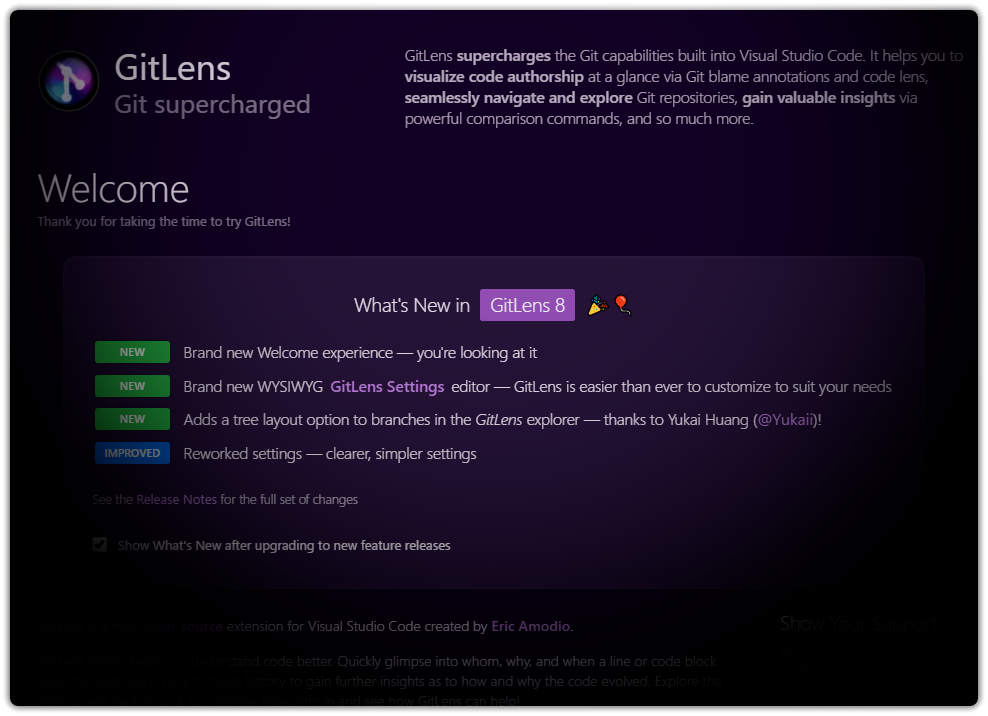 GitLens
Git supercharged
GitLens supercharges the Git capabilities built into Visual Studio Code. It helps you to
visualize code authorship at a glance via Git blame annotations and code lens,
seamlessly navigate and explore Git repositories, gain valuable insights via
powerful comparison commands, and so much more.
Welcome
Thank you for taking the time to try GitLens!
What's New in GitLens 8
NEW Brand new Welcome experience — you're looking at it
NEW Brand new WYSIWYG GitLens Settings editor — GitLens is easier than ever to customize to suit your needs
NEW Adds a tree layout option to branches in the GitLens explorer — thanks to Yukai Huang (@Yukaii)!
IMPROVED Reworked settings — clearer, simpler settings
See the Release Notes for the full set of changes
Show What's New after upgrading to new feature releases
source extension for Visual Studio Code created by Eric Amodio.
Show Your Support
understand code better. Quickly glimpse into whom, why, and when a line or code block
history to gain further insights as to how and why the code evolved. Explore the
in and see how GitLens can help!